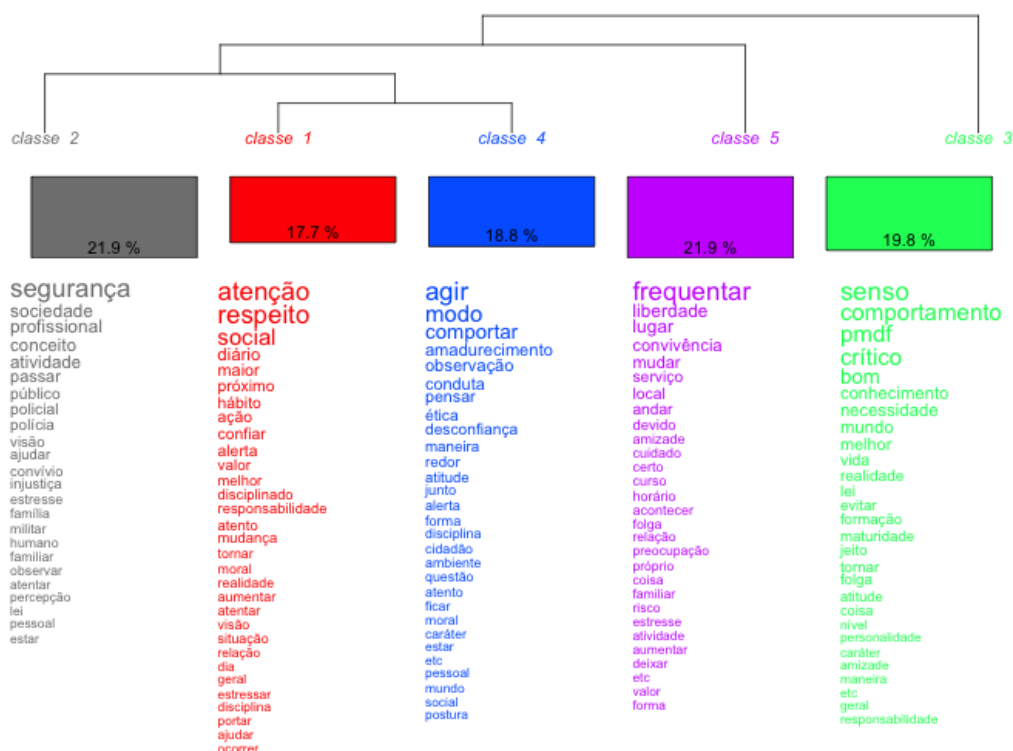 classe 2
classe 1
classe 4
classe 5
classe 3
21.9 %
17.7 %
18.8 %
21.9 %
19.8 %
segurança
sociedade
profissional
conceito
atividade
passar
público
policial
polícia
visão
ajudar
convívio
injustiça
estresse
família
militar
humano
familiar
observar
atentar
percepção
lei
pessoal
estar
atenção
respeito
social
diário
maior
próximo
hábito
ação
confiar
alerta
valor
melhor
disciplinado
responsabilidade
atento
mudança
tornar
moral
realidade
aumentar
atentar
visão
situação
relação
dia
geral
estressar
disciplina
portar
ajudar
ocorrer
agir
modo
comportar
amadurecimento
observação
conduta
pensar
ética
desconfiança
maneira
redor
atitude
junto
alerta
forma
disciplina
cidadão
ambiente
questão
atento
ficar
moral
caráter
estar
etc
pessoal
mundo
social
postura
frequentar
liberdade
lugar
convivência
mudar
serviço
local
andar
devido
amizade
cuidado
certo
curso
horário
acontecer
folga
relação
preocupação
próprio
coisa
familiar
risco
estresse
atividade
aumentar
deixar
etc
valor
forma
senso
comportamento
pmdf
crítico
bom
conhecimento
necessidade
mundo
melhor
vida
realidade
lei
evitar
formação
maturidade
jeito
tornar
folga
atitude
coisa
nível
personalidade
caráter
amizade
maneira
etc
geral
responsabilidade